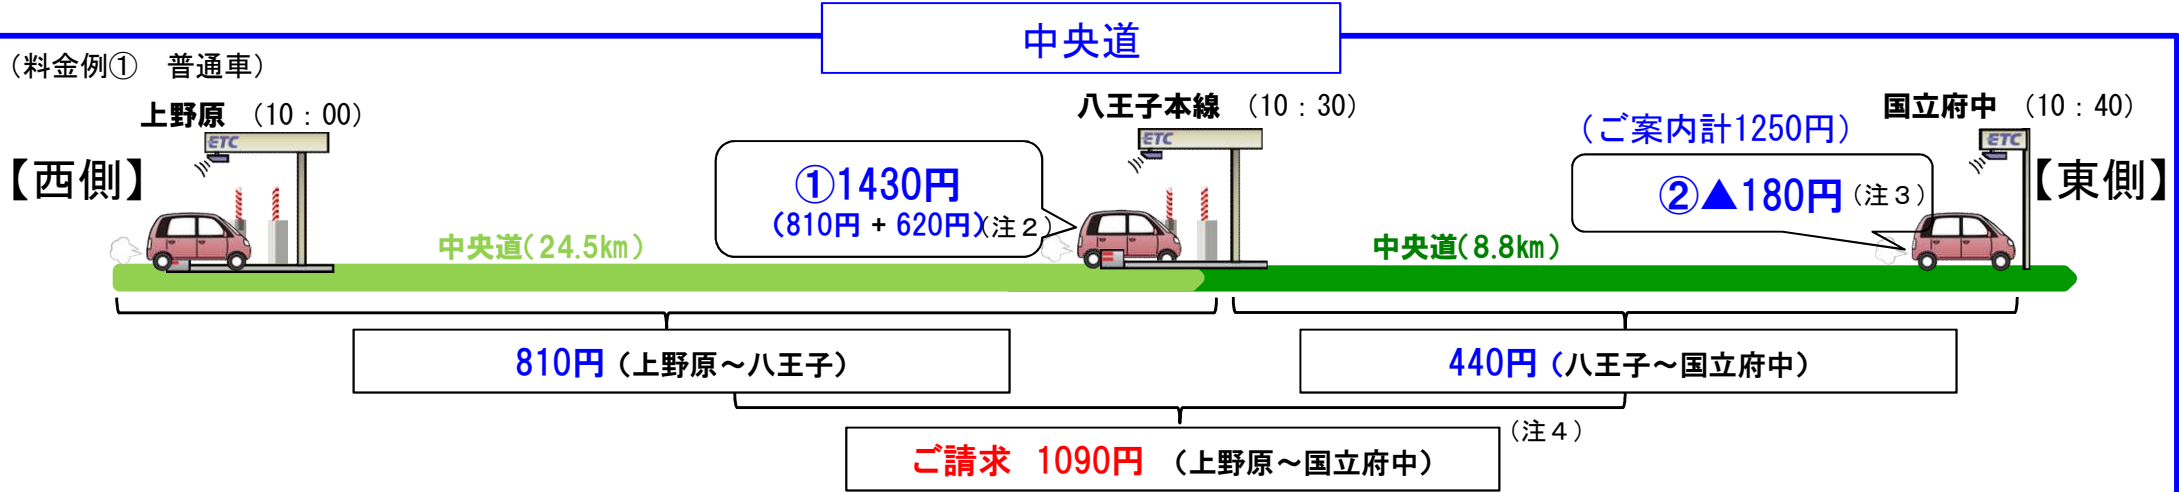 中央道
（料金例①　普通車）
上野原　（10：00）
八王子本線　（10：30）
国立府中　（10：40）
ETC
ETC
ETC
（ご案内計1250円）
【西側】
【東側】
①1430円
（810円 + 620円）（注２）
②▲180円（注３）
中央道（24.5㎞）
中央道（8.8㎞）
810円（上野原～八王子）
440円（八王子～国立府中）
（注４）
ご請求　1090円　（上野原～国立府中）